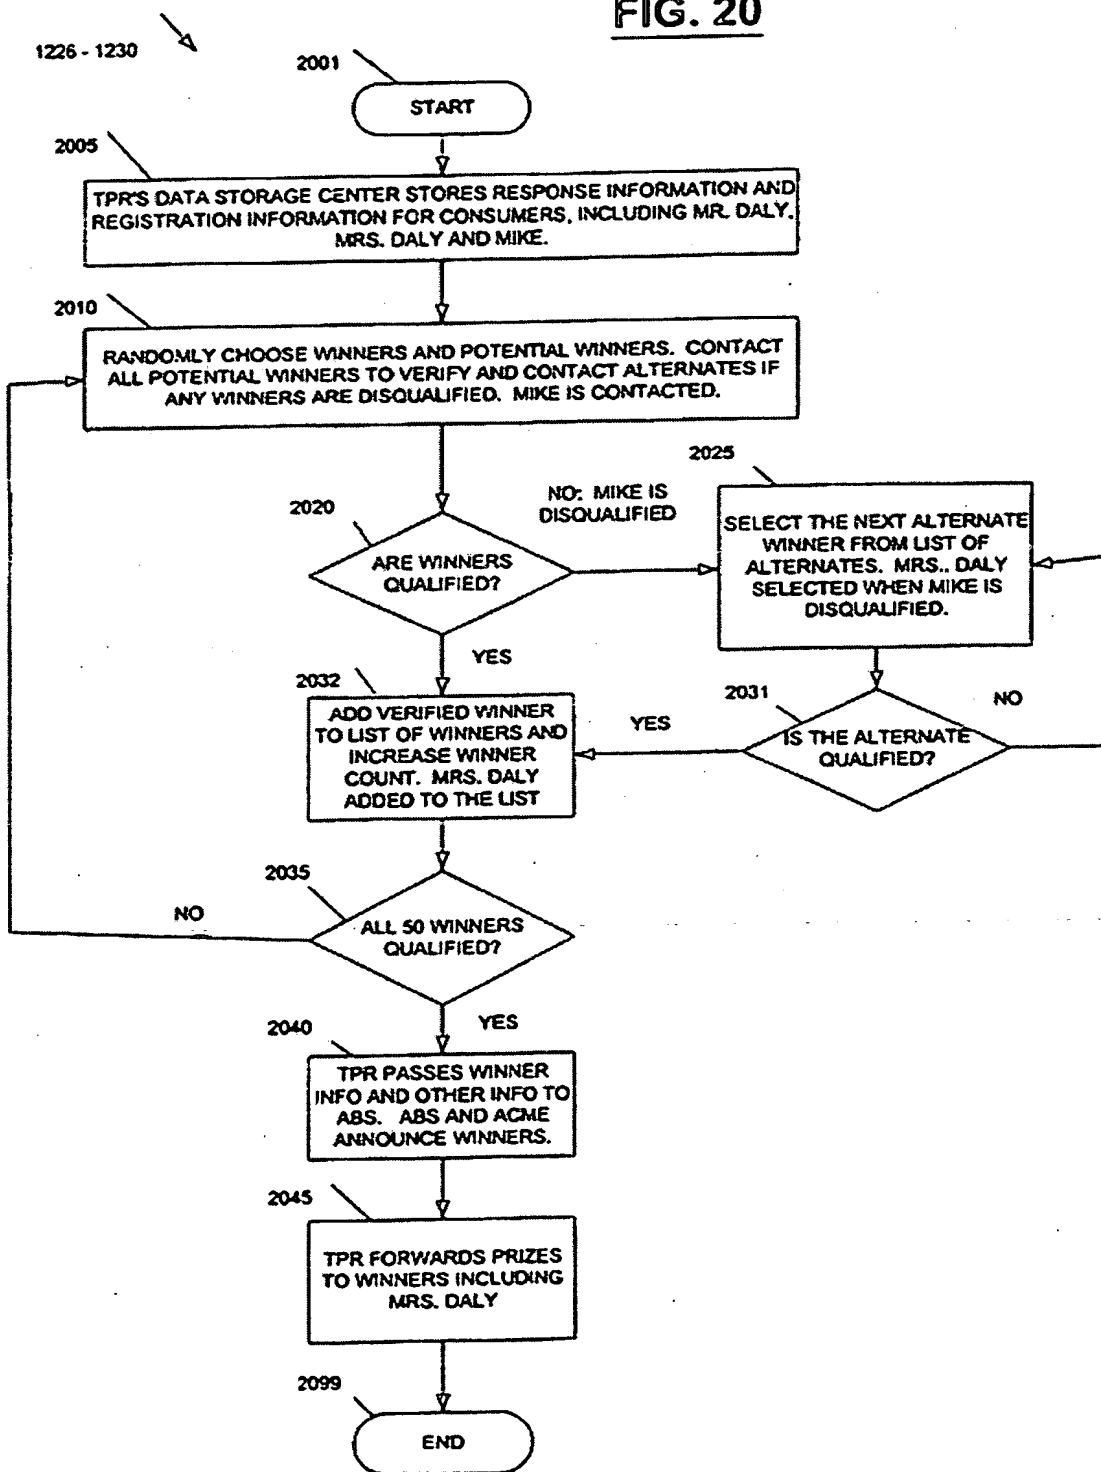 FIG. 20
1226 - 1230
2001
START
2005
TPR'S DATA STORAGE CENTER STORES RESPONSE INFORMATION AND
REGISTRATION INFORMATION FOR CONSUMERS, INCLUDING MR. DALY,
MRS. DALY AND MIKE.
2010
RANDOMLY CHOOSE WINNERS AND POTENTIAL WINNERS. CONTACT
ALL POTENTIAL WINNERS TO VERIFY AND CONTACT ALTERNATES IF
ANY WINNERS ARE DISQUALIFIED. MIKE IS CONTACTED.
2020
ARE WINNERS
QUALIFIED?
NO: MIKE IS
DISQUALIFIED
2025
SELECT THE NEXT ALTERNATE
WINNER FROM LIST OF
ALTERNATES. MRS.. DALY
SELECTED WHEN MIKE IS
DISQUALIFIED.
YES
2031
IS THE ALTERNATE
QUALIFIED?
NO
YES
2032
ADD VERIFIED WINNER
TO LIST OF WINNERS AND
INCREASE WINNER
COUNT. MRS. DALY
ADDED TO THE LIST
2035
ALL 50 WINNERS
QUALIFIED?
NO
YES
2040
TPR PASSES WINNER
INFO AND OTHER INFO TO
ABS. ABS AND ACME
ANNOUNCE WINNERS.
2045
TPR FORWARDS PRIZES
TO WINNERS INCLUDING
MRS. DALY
2099
END